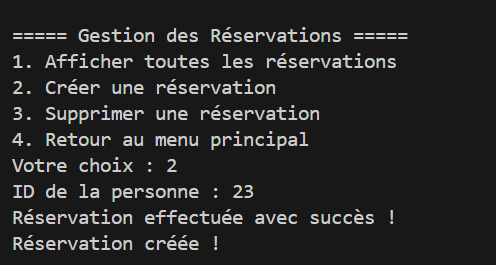 ===== Gestion des Réservations =====
1. Afficher toutes les réservations
2. Créer une réservation
3. Supprimer une réservation
4. Retour au menu principal
Votre choix : 2
ID de la personne : 23
Réservation effectuée avec succès !
Réservation créée !